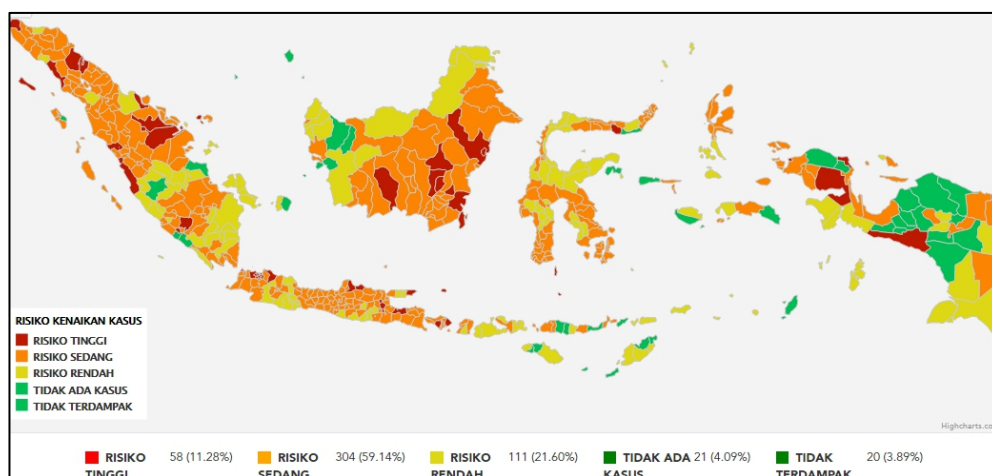 RISIKO KENAIKAN KASUS
RISIKO TINGGI
RISIKO SEDANG
RISIKO RENDAH
TIDAK ADA KASUS
TIDAK TERDAMPAK
Highcharts.co
RISIKO TINGGI 58 (11.28%)
RISIKO SEDANG 304 (59.14%)
RISIKO RENDAH 111 (21.60%)
TIDAK ADA KASUS 21 (4.09%)
TIDAK TERDAMPAK 20 (3.89%)